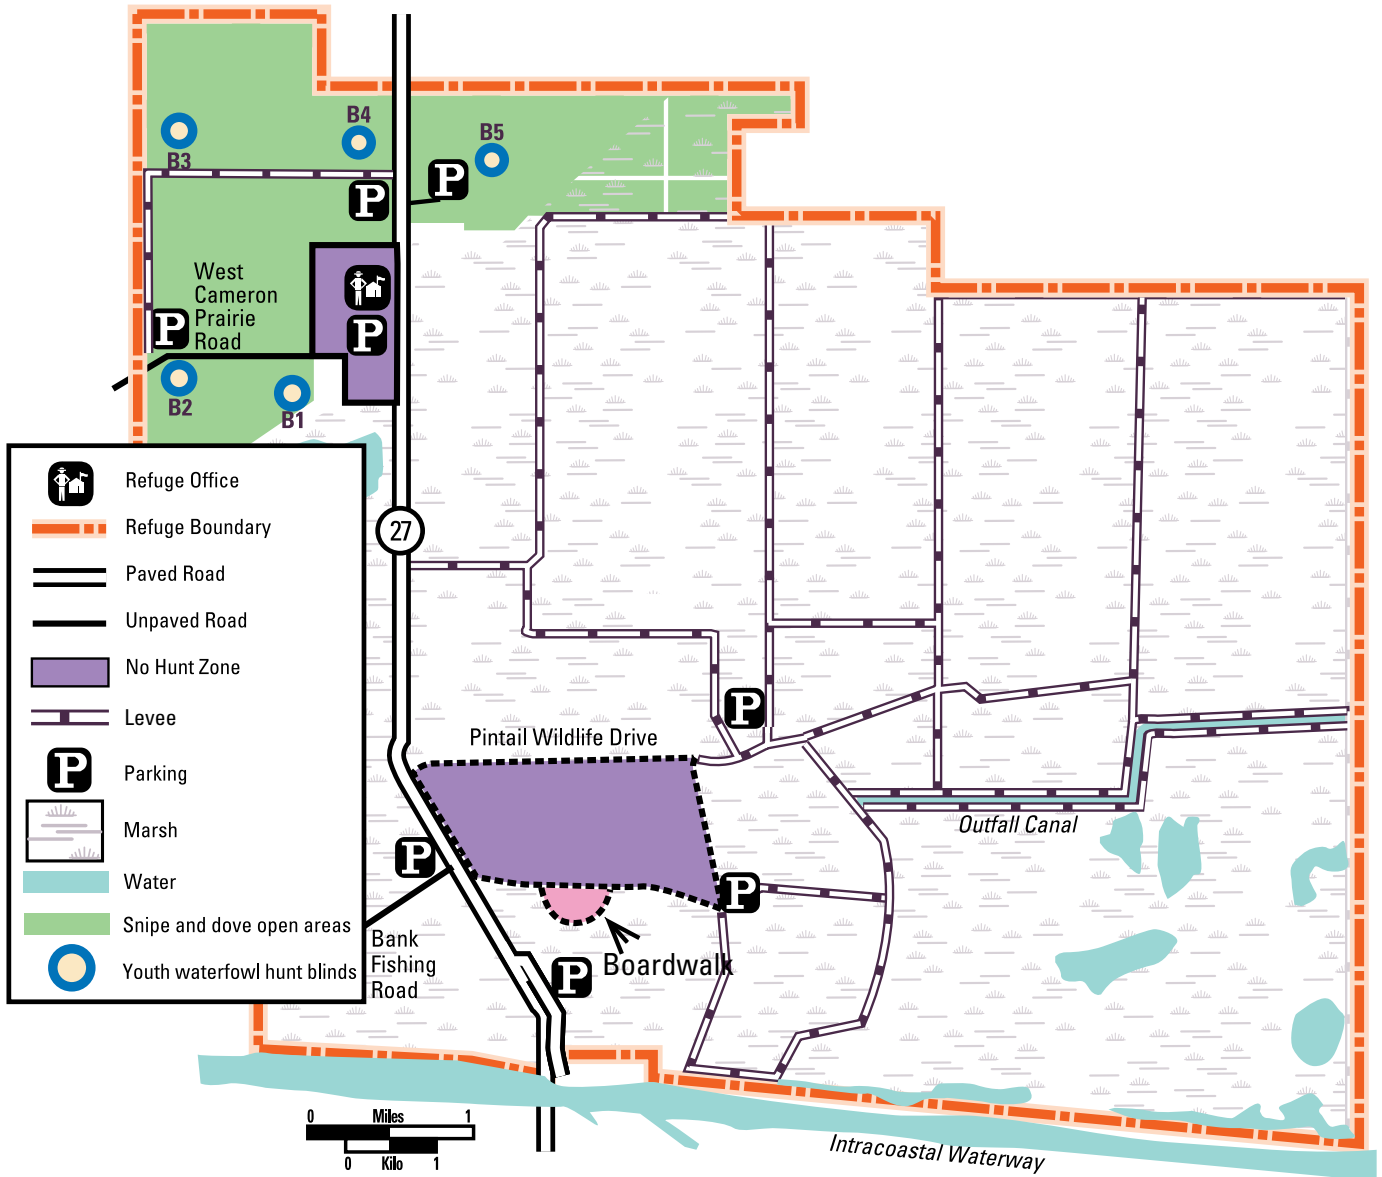 B4
B5
B3
P
P
West
Cameron
Prairie
Road
P
P
B2
B1
Refuge Office
Refuge Boundary
Paved Road
Unpaved Road
No Hunt Zone
Levee
P
Parking
Marsh
Water
Snipe and dove open areas
Youth waterfowl hunt blinds
27
P
Pintail Wildlife Drive
Outfall Canal
P
P
Bank
Fishing
Road
Boardwalk
P
0 Miles 1
0 Kilo 1
Intracoastal Waterway